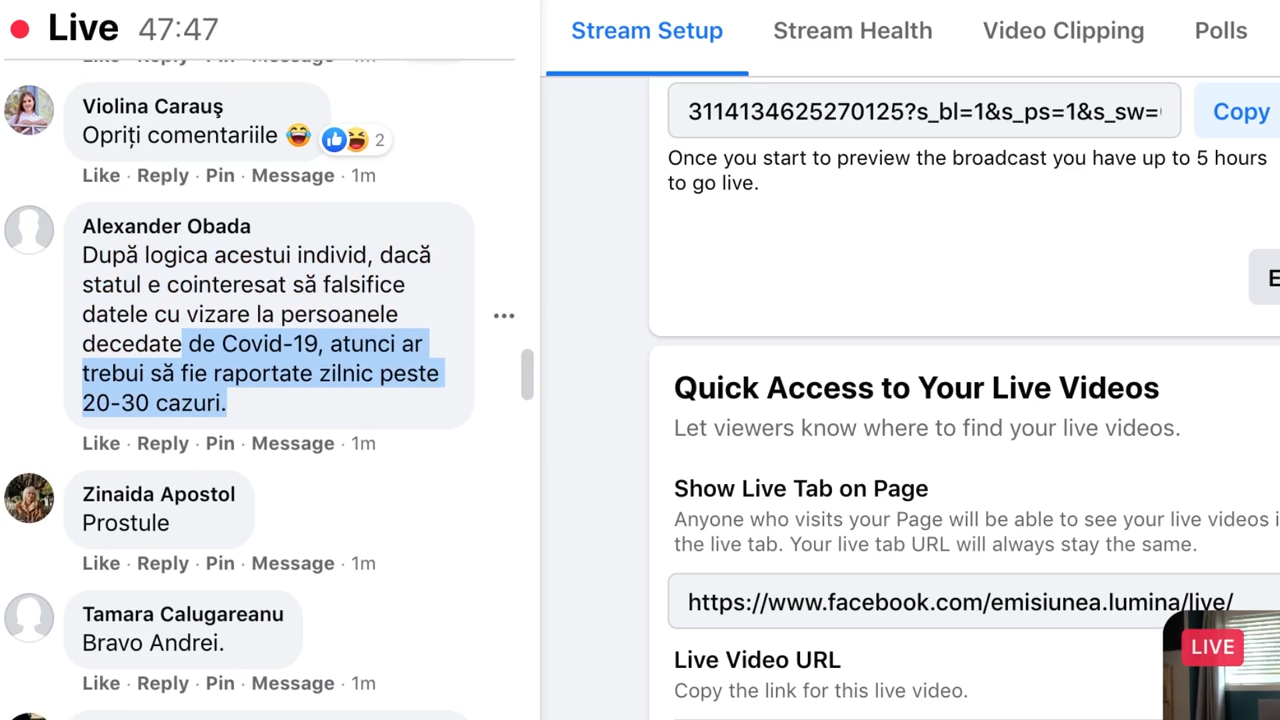 Live 47:47
Like · Reply · Pin · Message · 1m
Violina Carauş
Opriți comentariile 😂
2
Like · Reply · Pin · Message · 1m
Alexander Obada
După logica acestui individ, dacă
statul e cointeresat să falsifice
datele cu vizare la persoanele
decedate de Covid-19, atunci ar
trebui să fie raportate zilnic peste
20-30 cazuri.
Like · Reply · Pin · Message · 1m
Zinaida Apostol
Prostule
Like · Reply · Pin · Message · 1m
Tamara Calugareanu
Bravo Andrei.
Like · Reply · Pin · Message · 1m
Stream Setup Stream Health Video Clipping Polls
3114134625270125?s_bl=1&s_ps=1&s_sw= Copy
Once you start to preview the broadcast you have up to 5 hours
to go live.
E
Quick Access to Your Live Videos
Let viewers know where to find your live videos.
Show Live Tab on Page
Anyone who visits your Page will be able to see your live videos i
the live tab. Your live tab URL will always stay the same.
https://www.facebook.com/emisiunea.lumina/live/
LIVE
Live Video URL
Copy the link for this live video.